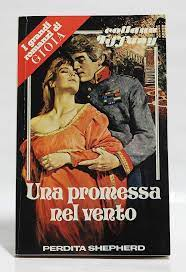 I grandi
romanzi di
GIOIA
collana
Tiffany
Una promessa
nel vento
PERDITA SHEPHERD